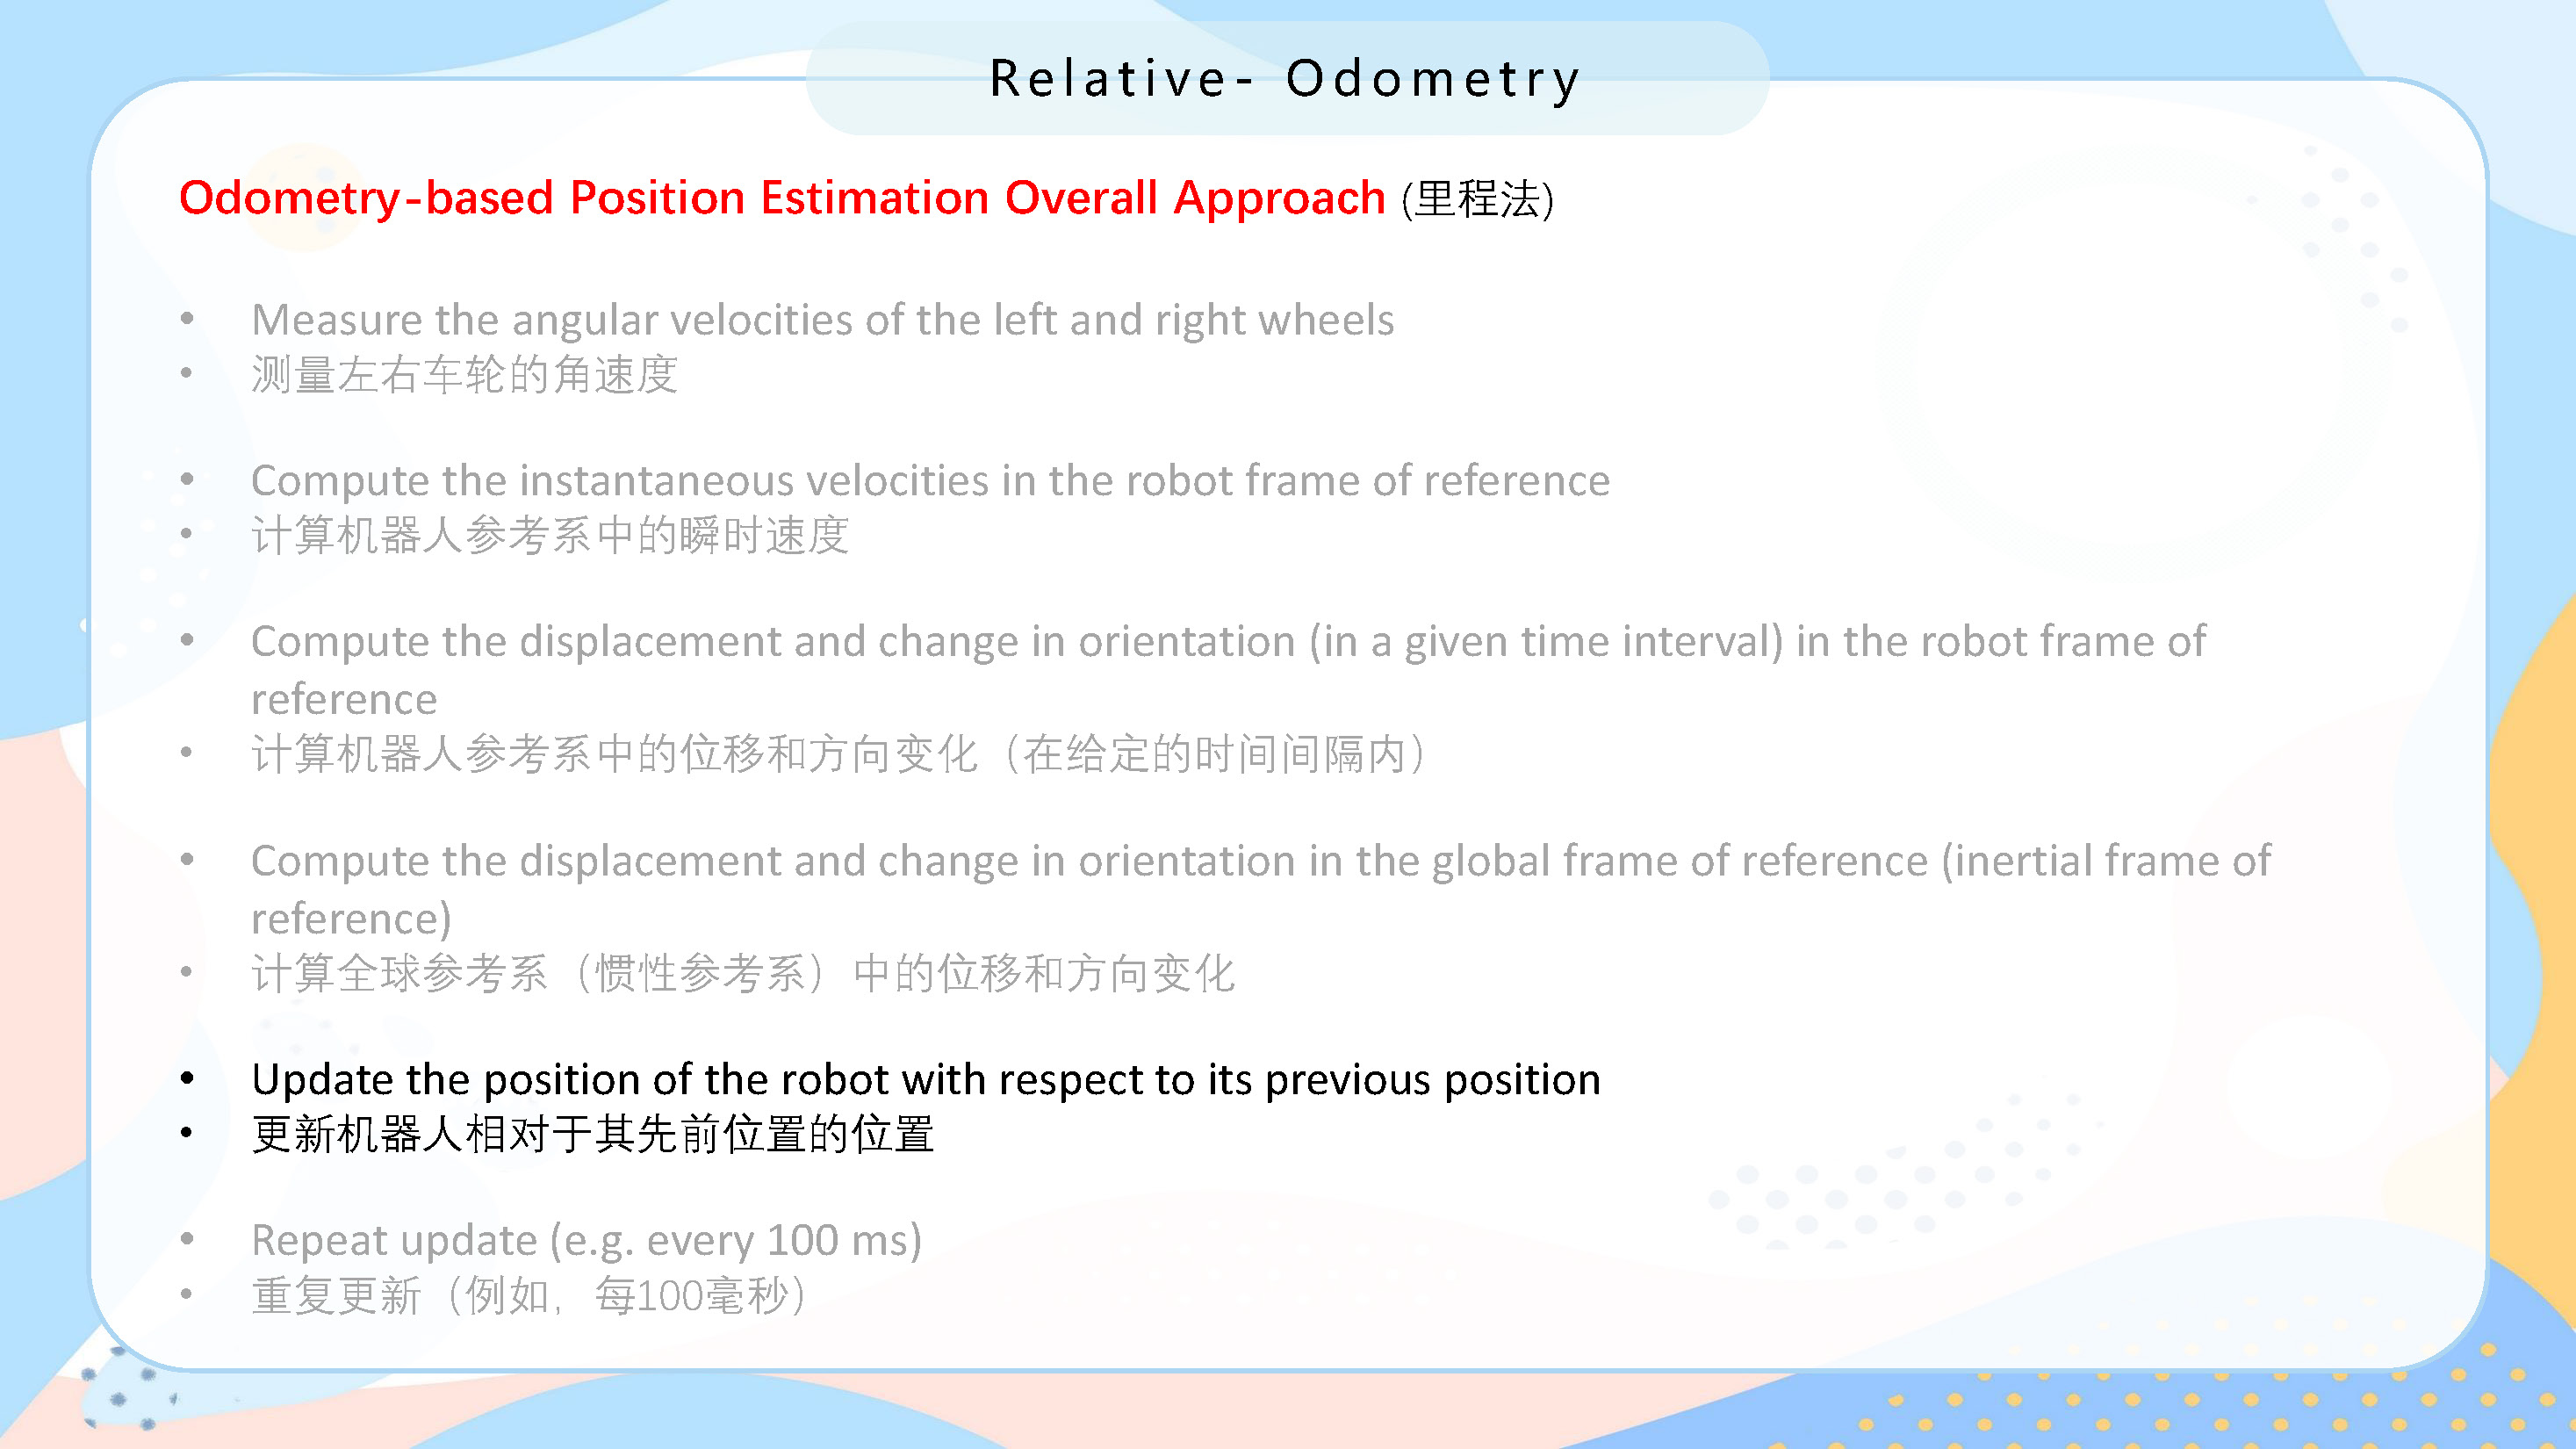 Relative- Odometry
Odometry-based Position Estimation Overall Approach (里程法)
• Measure the angular velocities of the left and right wheels
• 测量左右车轮的角速度
• Compute the instantaneous velocities in the robot frame of reference
• 计算机器人参考系中的瞬时速度
• Compute the displacement and change in orientation (in a given time interval) in the robot frame of
reference
• 计算机器人参考系中的位移和方向变化（在给定的时间间隔内）
• Compute the displacement and change in orientation in the global frame of reference (inertial frame of
reference)
• 计算全球参考系（惯性参考系）中的位移和方向变化
• Update the position of the robot with respect to its previous position
• 更新机器人相对于其先前位置的位置
• Repeat update (e.g. every 100 ms)
• 重复更新（例如，每100毫秒）